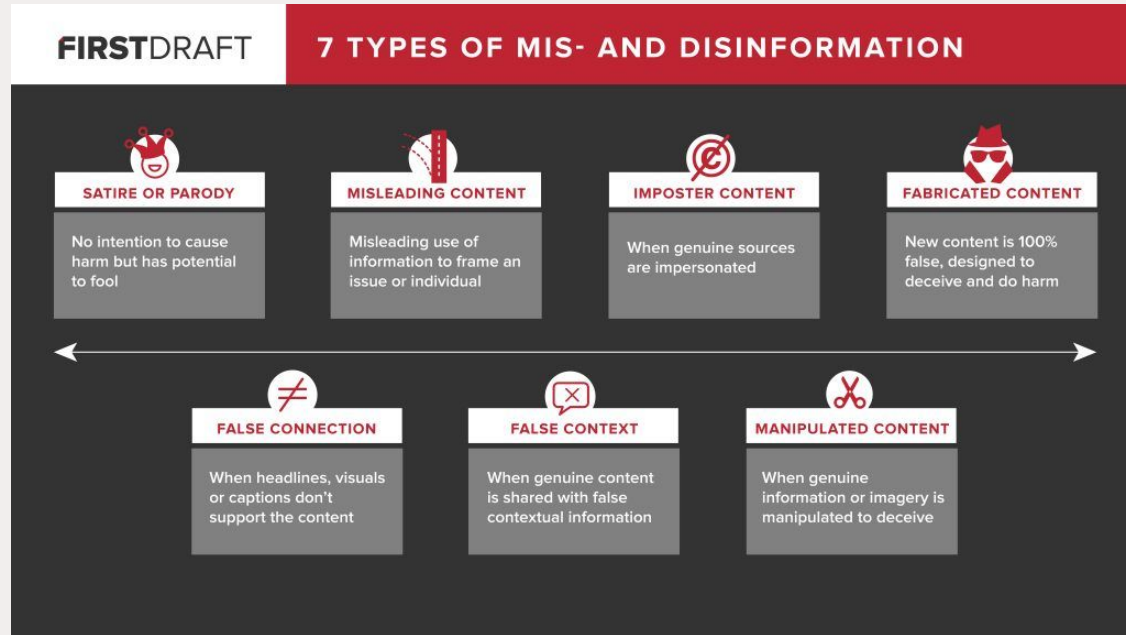 FIRSTDRAFT
7 TYPES OF MIS- AND DISINFORMATION
SATIRE OR PARODY
No intention to cause
harm but has potential
to fool
MISLEADING CONTENT
Misleading use of
information to frame an
issue or individual
IMPOSTER CONTENT
When genuine sources
are impersonated
FABRICATED CONTENT
New content is 100%
false, designed to
deceive and do harm
FALSE CONNECTION
When headlines, visuals
or captions don't
support the content
FALSE CONTEXT
When genuine content
is shared with false
contextual information
MANIPULATED CONTENT
When genuine
information or imagery is
manipulated to deceive